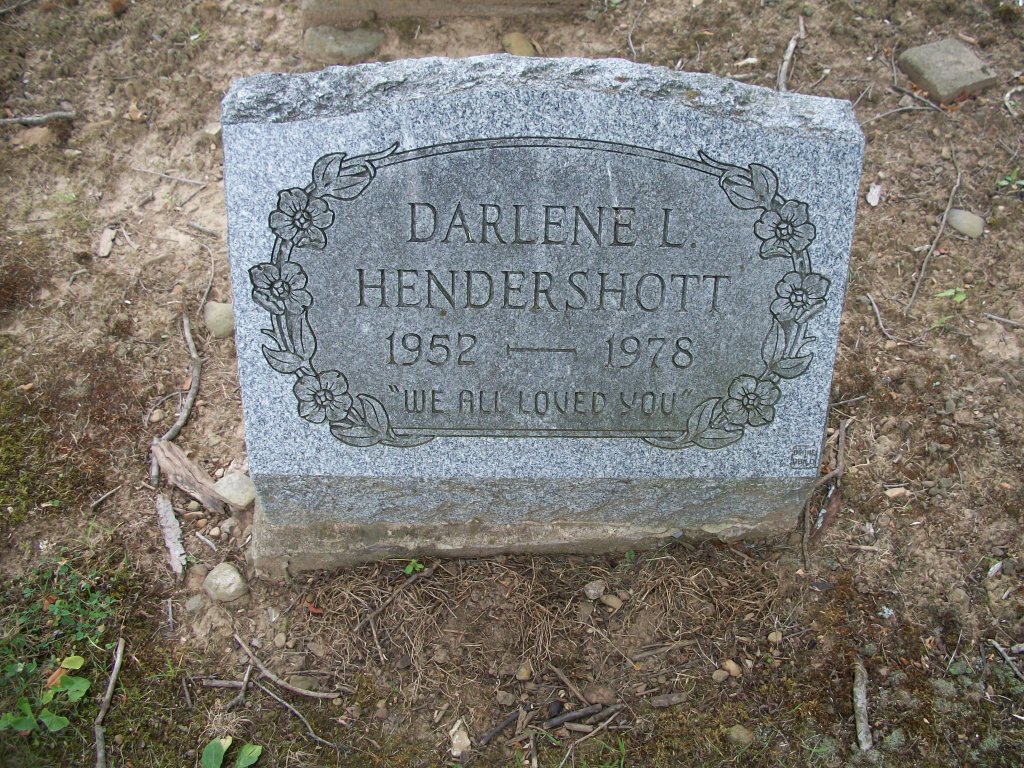 DARLENE L.
HENDERSHOTT
1952 — 1978
"WE ALL LOVED YOU"